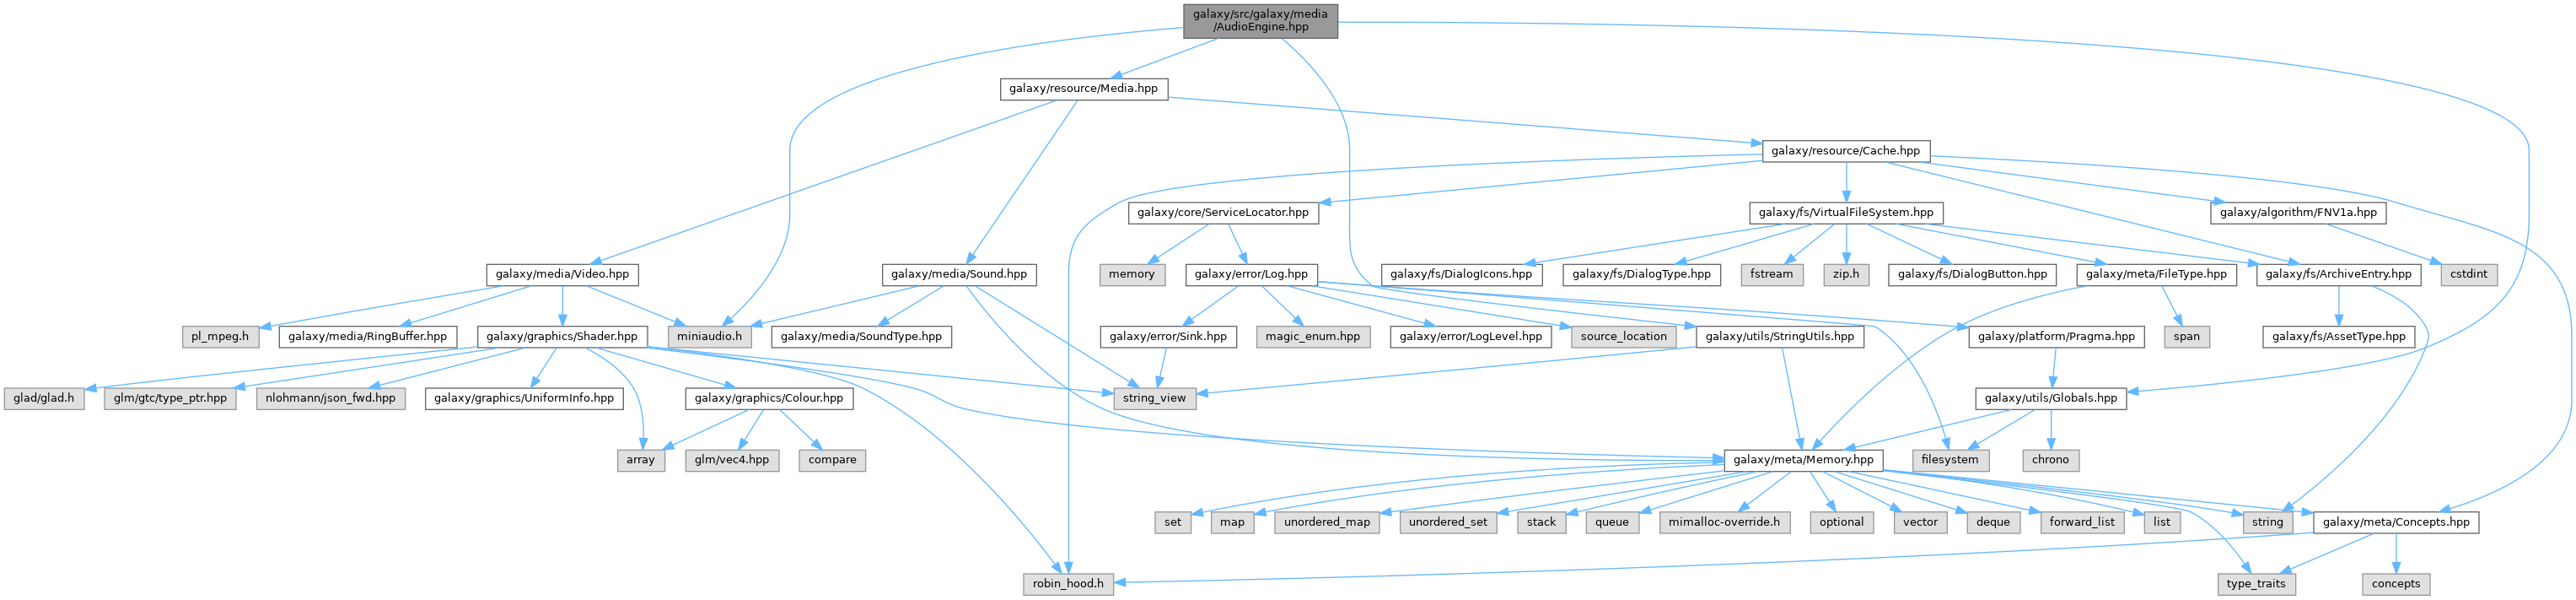 galaxy/src/galaxy/media
/AudioEngine.hpp
galaxy/resource/Media.hpp
galaxy/resource/Cache.hpp
galaxy/core/ServiceLocator.hpp
galaxy/fs/VirtualFileSystem.hpp
galaxy/algorithm/FNV1a.hpp
galaxy/media/Video.hpp
galaxy/media/Sound.hpp
memory
galaxy/error/Log.hpp
galaxy/fs/DialogIcons.hpp
galaxy/fs/DialogType.hpp
fstream
zip.h
galaxy/fs/DialogButton.hpp
galaxy/meta/FileType.hpp
galaxy/fs/ArchiveEntry.hpp
cstdint
pl_mpeg.h
galaxy/media/RingBuffer.hpp
galaxy/graphics/Shader.hpp
miniaudio.h
galaxy/media/SoundType.hpp
galaxy/error/Sink.hpp
magic_enum.hpp
galaxy/error/LogLevel.hpp
source_location
galaxy/utils/StringUtils.hpp
galaxy/platform/Pragma.hpp
span
galaxy/fs/AssetType.hpp
glad/glad.h
glm/gtc/type_ptr.hpp
nlohmann/json_fwd.hpp
galaxy/graphics/UniformInfo.hpp
galaxy/graphics/Colour.hpp
string_view
galaxy/utils/Globals.hpp
array
glm/vec4.hpp
compare
galaxy/meta/Memory.hpp
filesystem
chrono
set
map
unordered_map
unordered_set
stack
queue
mimalloc-override.h
optional
vector
deque
forward_list
list
string
galaxy/meta/Concepts.hpp
robin_hood.h
type_traits
concepts